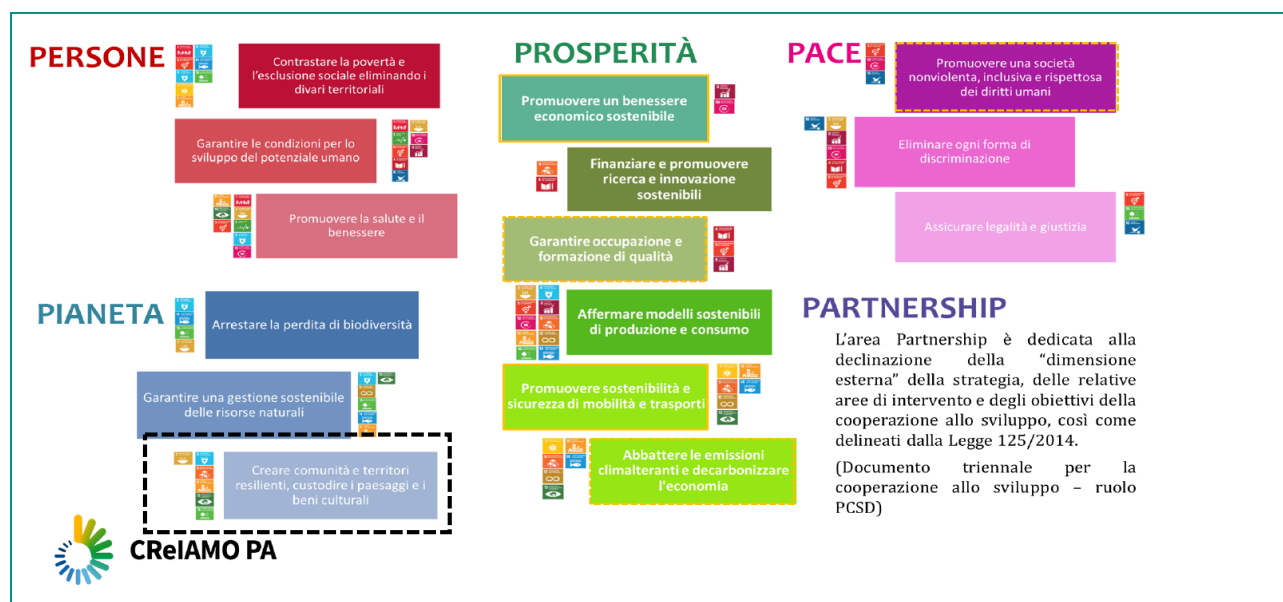 PERSONE
Contrastare la povertà e
l'esclusione sociale eliminando i
divari territoriali
Garantire le condizioni per lo
sviluppo del potenziale umano
Promuovere la salute e il
benessere
PIANETA
Arrestare la perdita di biodiversità
Garantire una gestione sostenibile
delle risorse naturali
Creare comunità e territori
resilienti, custodire i paesaggi e i
beni culturali
CReIAMO PA
PROSPERITÀ
Promuovere un benessere
economico sostenibile
Finanziare e promuovere
ricerca e innovazione
sostenibili
Garantire occupazione e
formazione di qualità
Affermare modelli sostenibili
di produzione e consumo
Promuovere sostenibilità e
sicurezza di mobilità e trasporti
Abbattere le emissioni
climalteranti e decarbonizzare
l'economia
PACE
Promuovere una società
nonviolenta, inclusiva e rispettosa
dei diritti umani
Eliminare ogni forma di
discriminazione
Assicurare legalità e giustizia
PARTNERSHIP
L'area Partnership è dedicata alla
declinazione della “dimensione
esterna” della strategia, delle relative
aree di intervento e degli obiettivi della
cooperazione allo sviluppo, così come
delineati dalla Legge 125/2014.
(Documento triennale per la
cooperazione allo sviluppo – ruolo
PCSD)